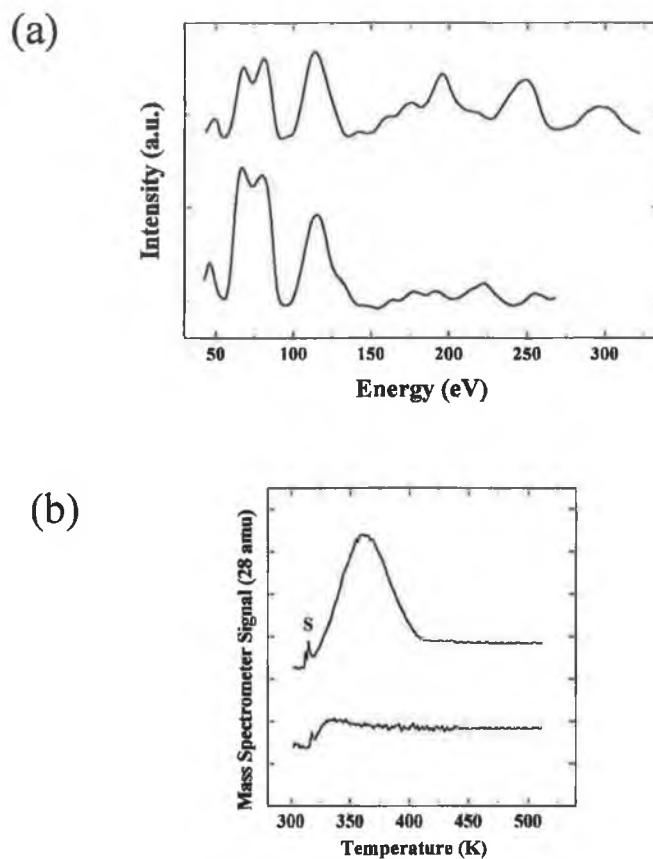 (a)
Intensity (a.u.)
50 100 150 200 250 300
Energy (eV)
(b)
Mass Spectrometer Signal (28 amu)
S
300 350 400 450 500
Temperature (K)